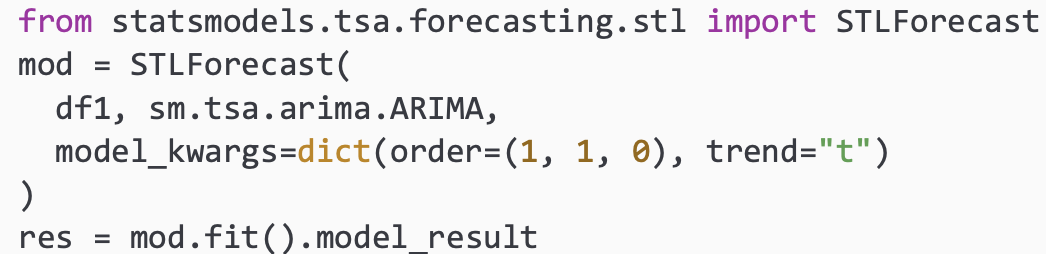 from statsmodels.tsa.forecasting.stl import STLForecast
mod = STLForecast(
  df1, sm.tsa.arima.ARIMA,
  model_kwargs=dict(order=(1, 1, 0), trend="t")
)
res = mod.fit().model_result